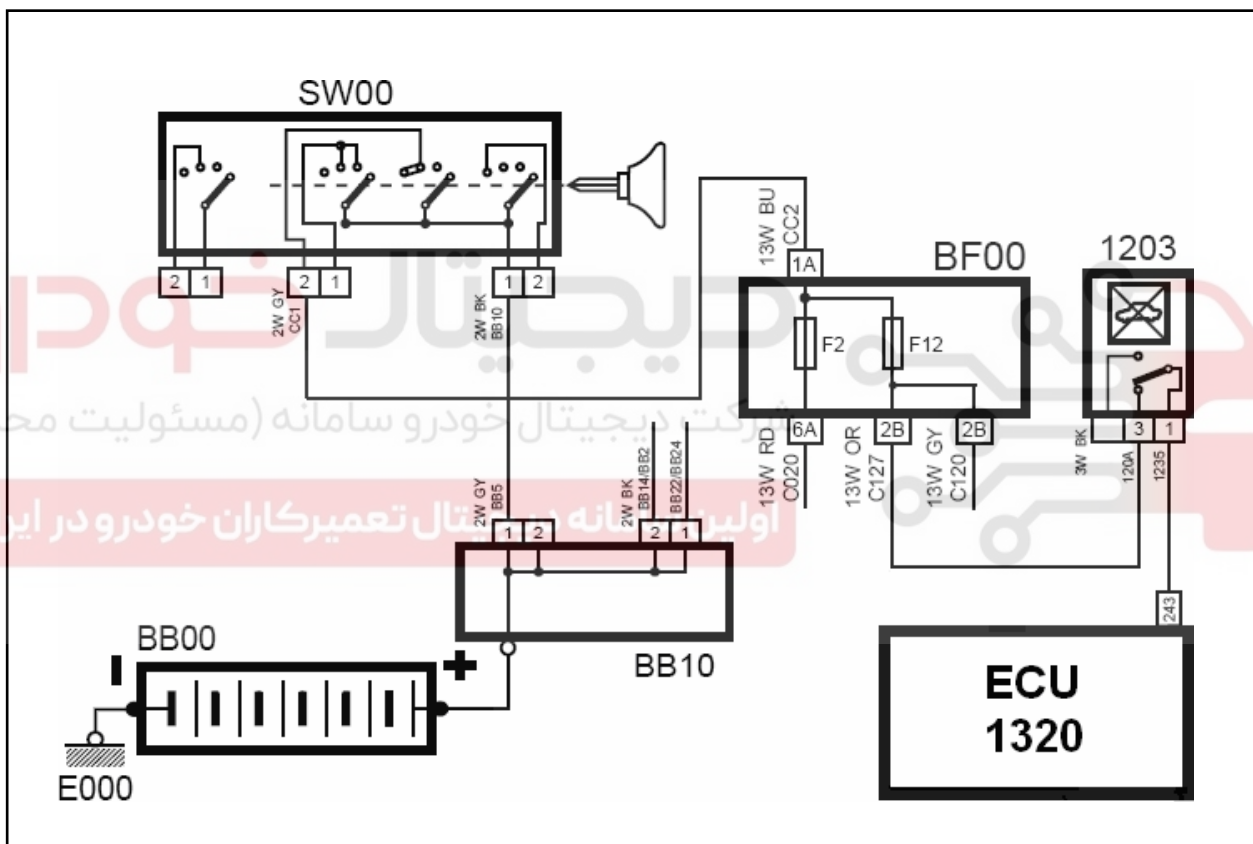 SW00
2 1 2 1 1 2
2W GY
CC1
2W BK
BB10
13W BU
CC2
1A
BF00
1203
F2
F12
دیجیتال خودرو
شرکت دیجیتال خودرو سامانه (مسئولیت مح
6A 2B 2B
3 1
13W RD
C020
13W OR
C127
13W GY
C120
3W BK
120A
1235
2W GY
BB5
2W BK
BB14/BB2
BB22/BB24
اولین سامانه دیجیتال تعمیرکاران خودرو در ایر
1 2 2 1
243
BB00
- +
BB10
ECU
1320
E000